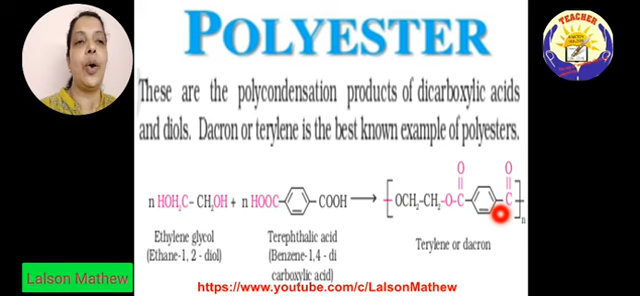 POLYESTER
TEACHER
These are the polycondensation products of dicarboxylic acids
and diols. Dacron or terylene is the best known example of polyesters.
n HOH₂C–CH₂OH + n HOOC–COOH → [OCH₂–CH₂–O–C(=O)–C(=O)]n
Ethylene glycol
(Ethane-1, 2 - diol)
Terephthalic acid
(Benzene-1,4 - di
carboxylic acid)
Terylene or dacron
Lalson Mathew
https://www.youtube.com/c/LalsonMathew